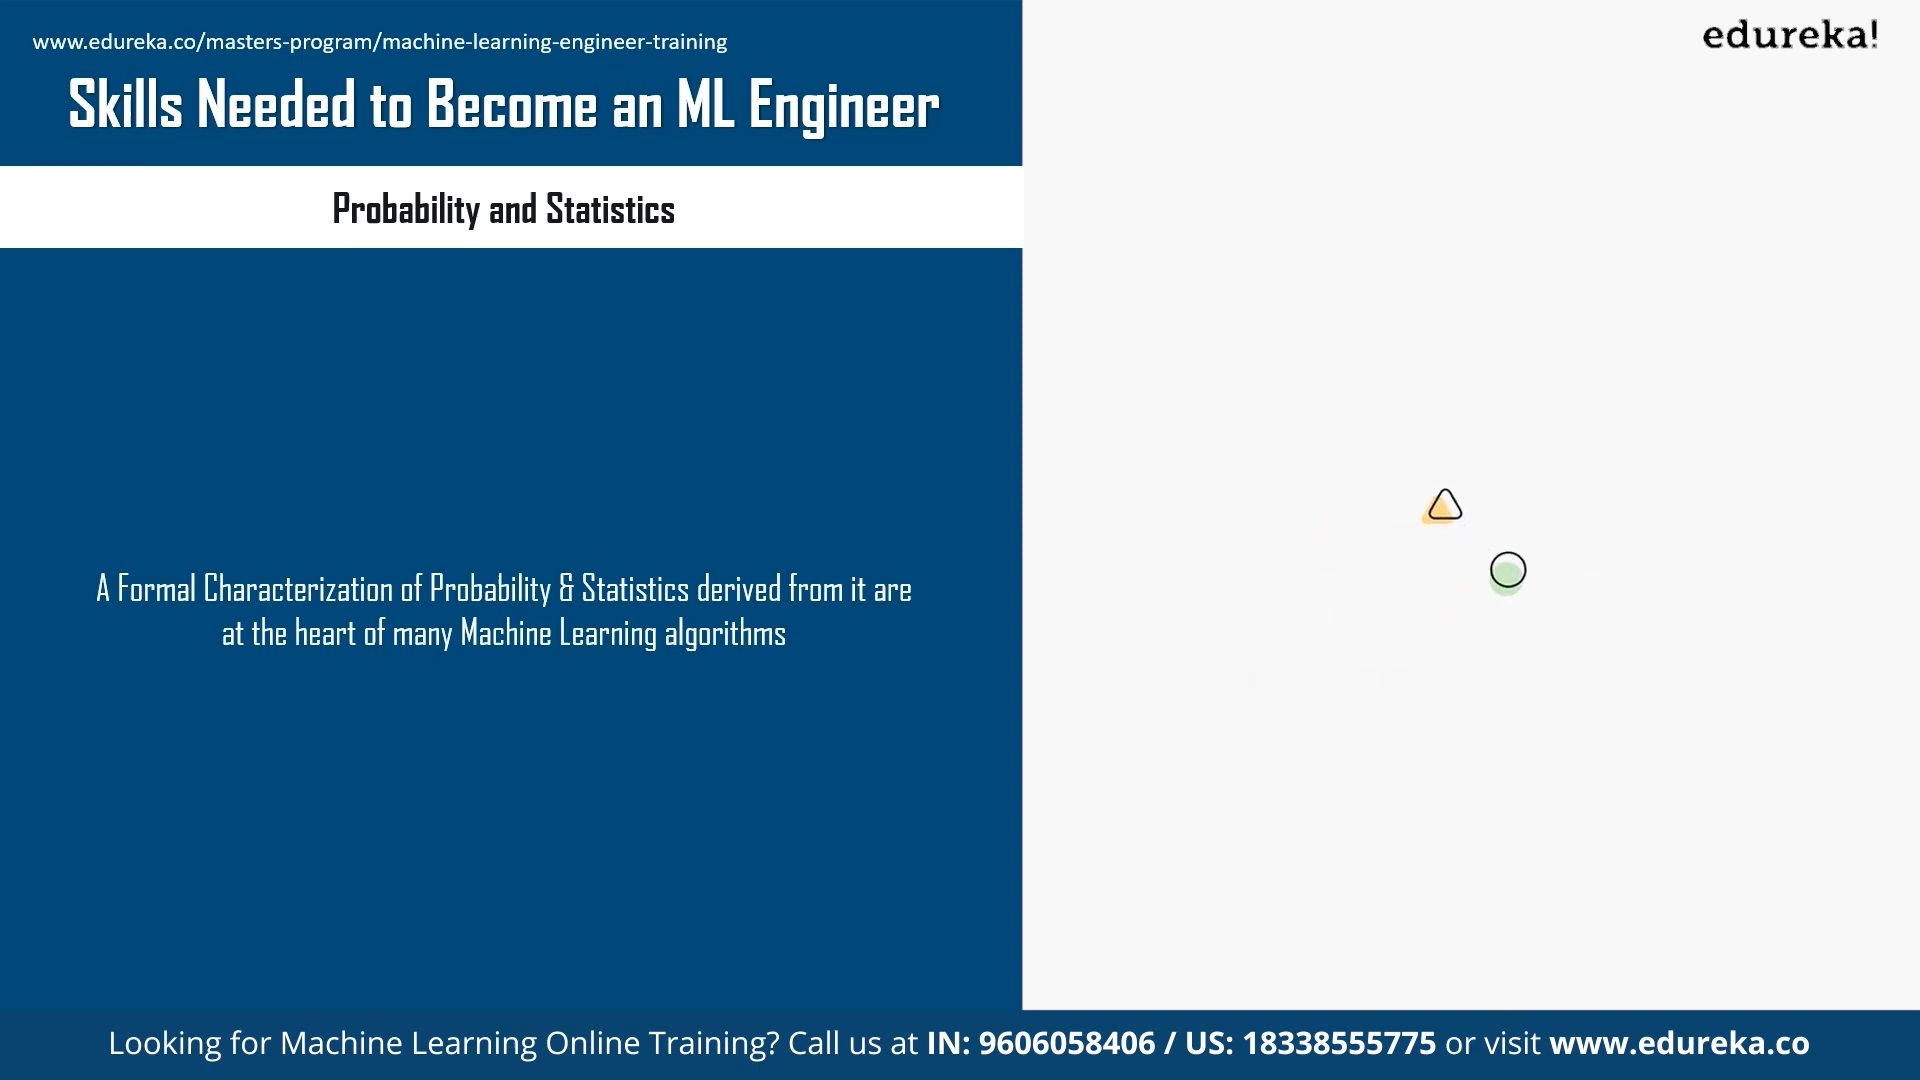 www.edureka.co/masters-program/machine-learning-engineer-training
edureka!
Skills Needed to Become an ML Engineer
Probability and Statistics
A Formal Characterization of Probability & Statistics derived from it are
at the heart of many Machine Learning algorithms
Looking for Machine Learning Online Training? Call us at IN: 9606058406 / US: 18338555775 or visit www.edureka.co